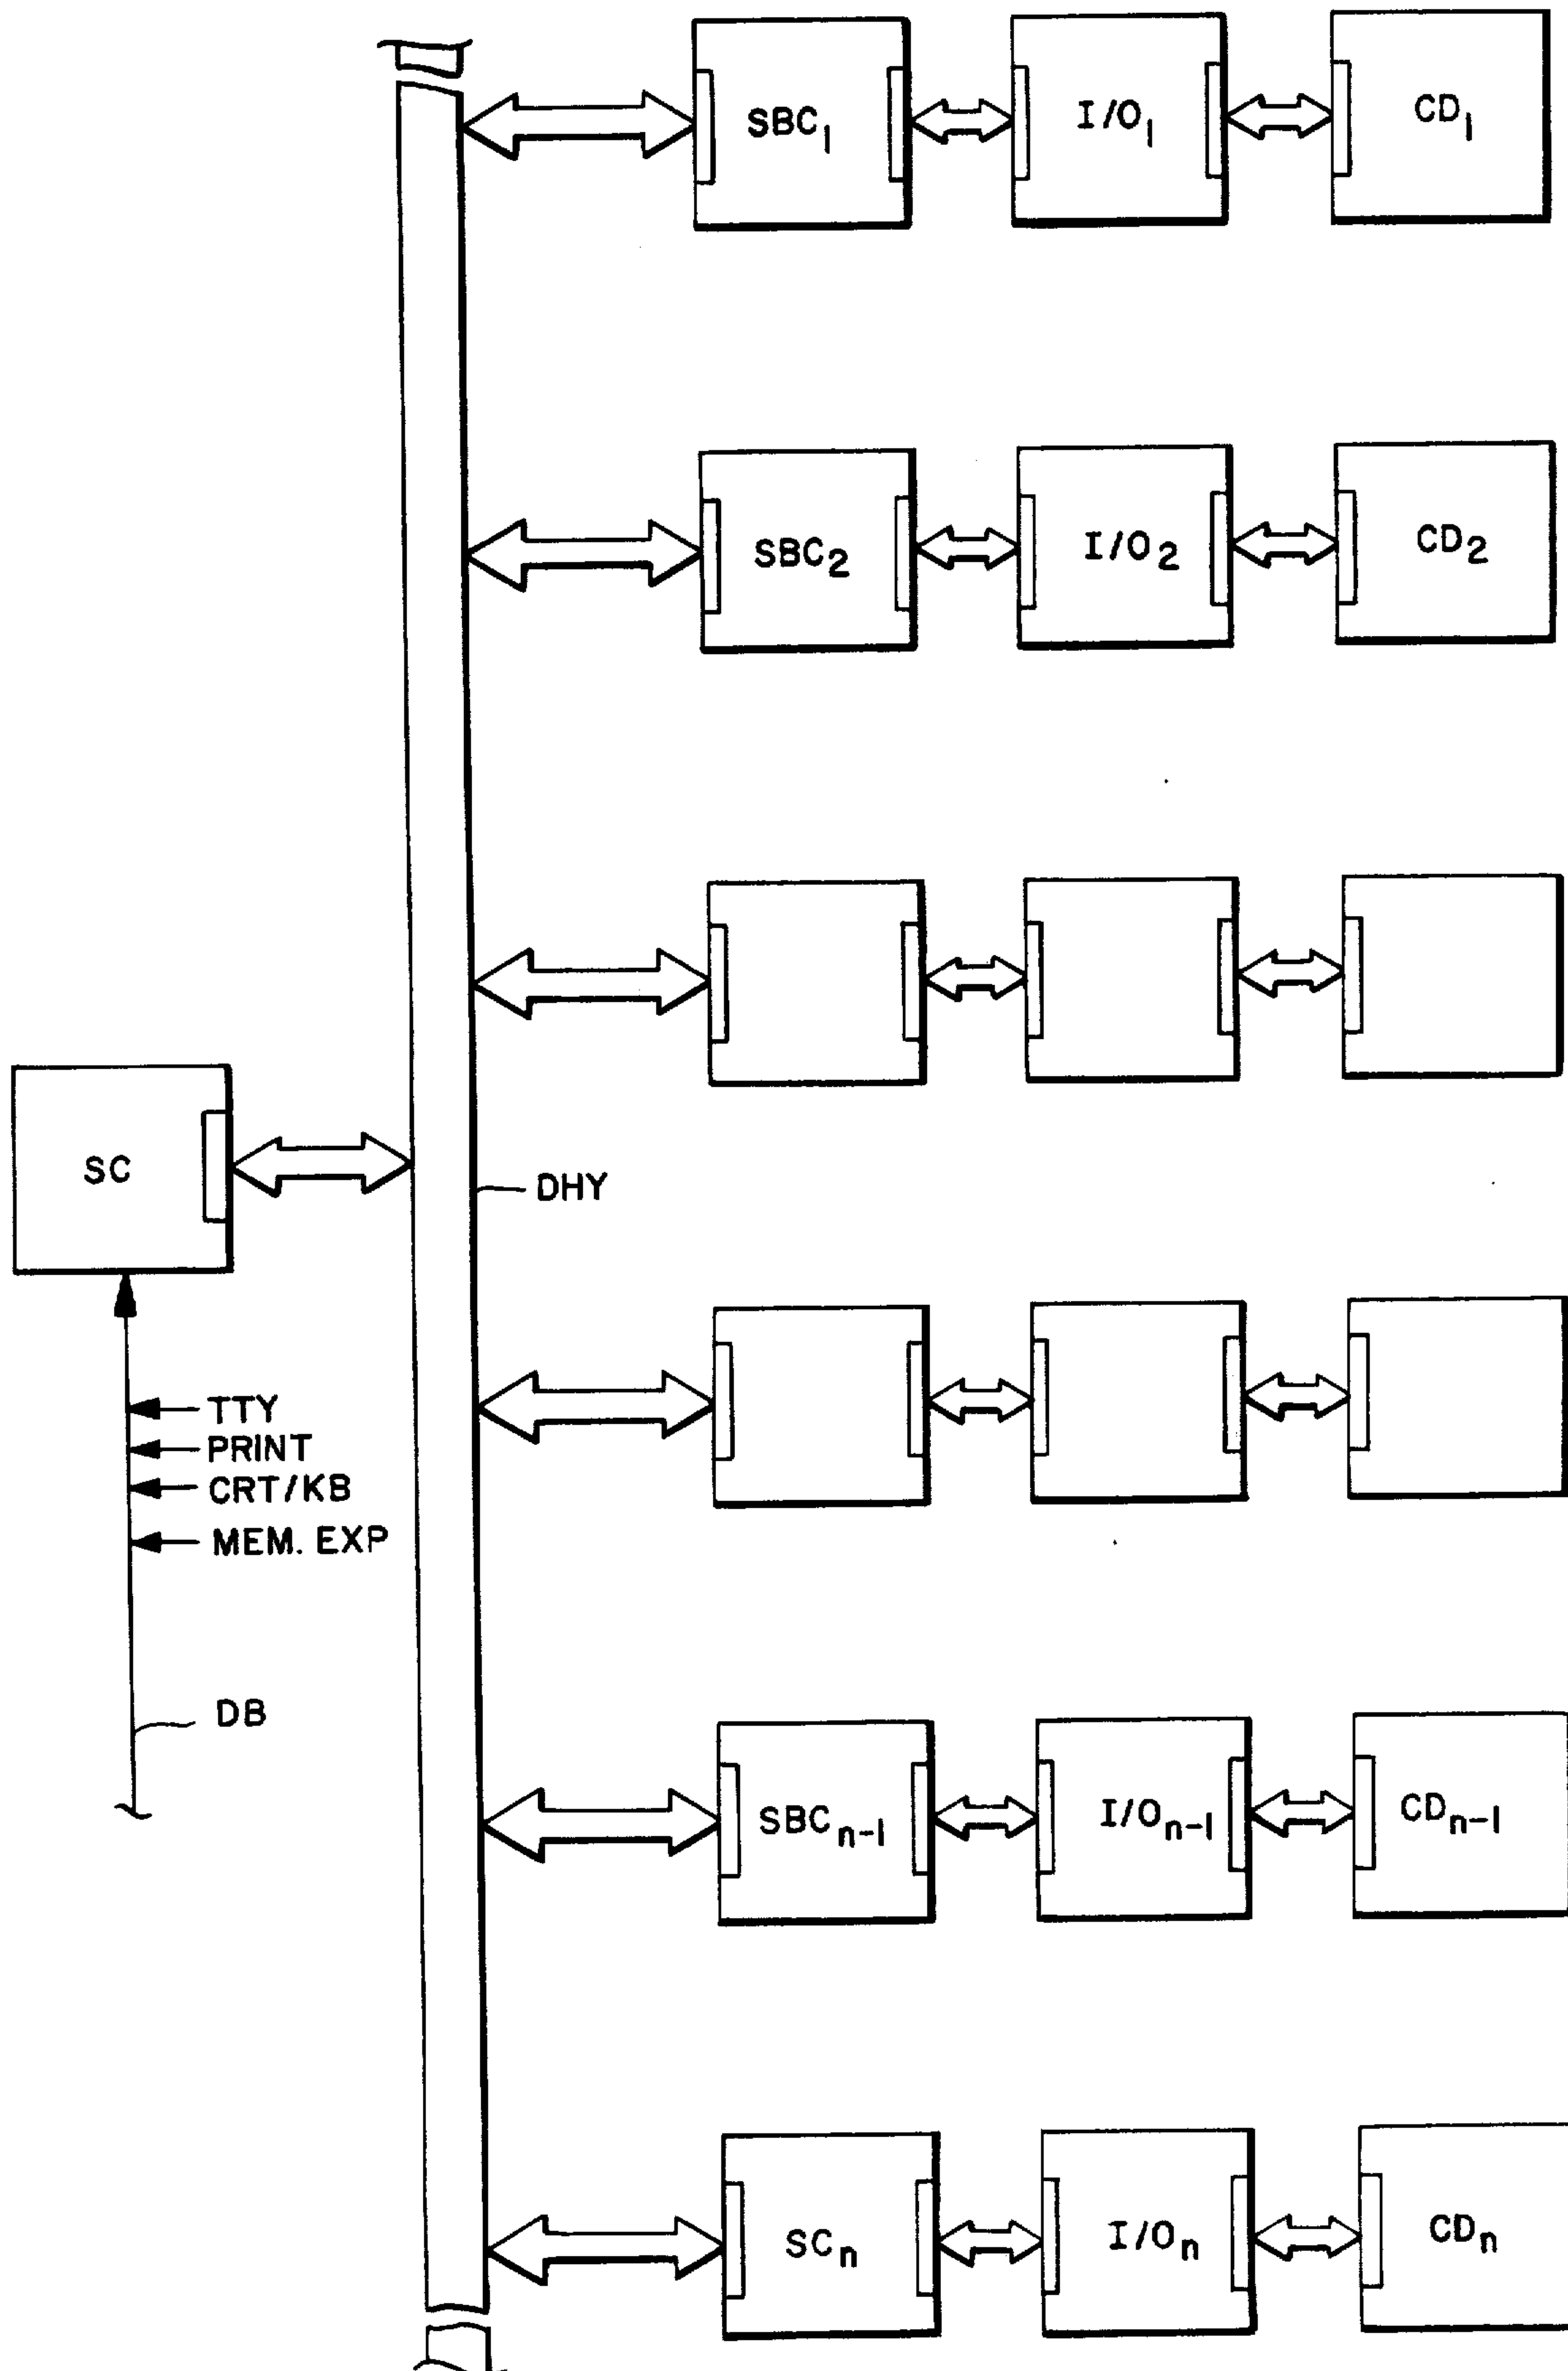 SBC₁ I/O₁ CD₁
SBC₂ I/O₂ CD₂
SC
DHY
TTY
PRINT
CRT/KB
MEM. EXP
DB
SBCₙ₋₁ I/Oₙ₋₁ CDₙ₋₁
SCₙ I/Oₙ CDₙ